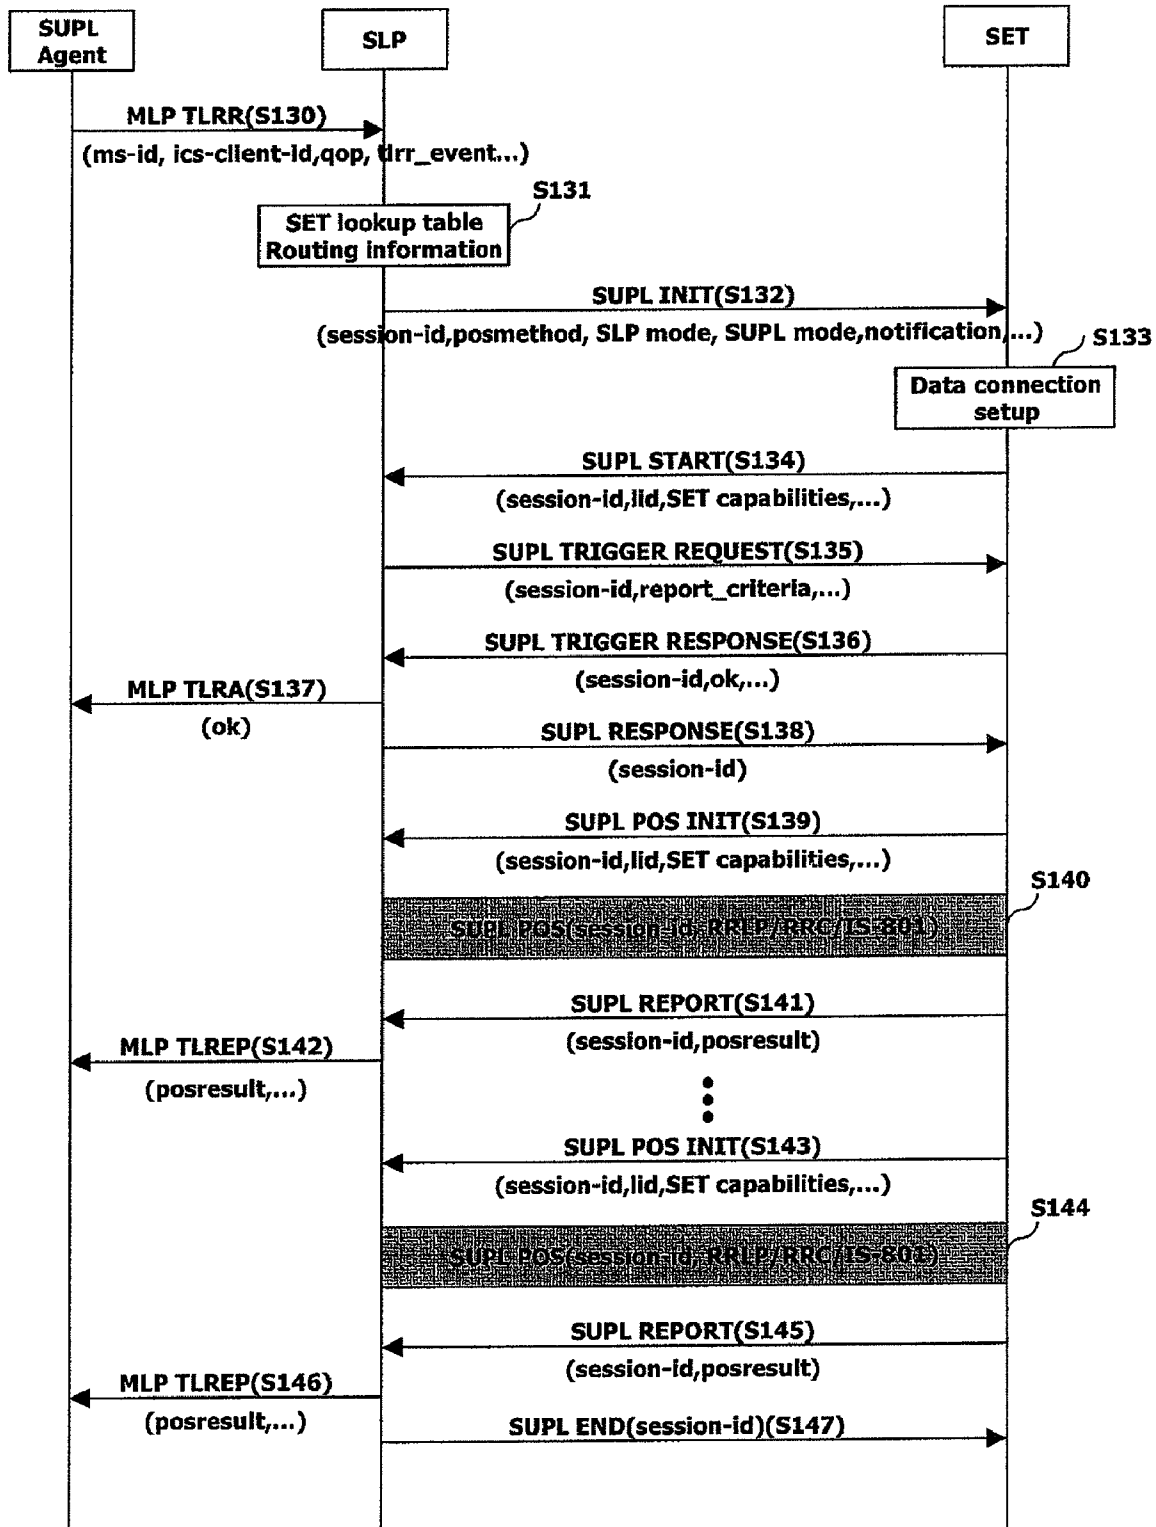 SUPL
Agent
SLP
SET
MLP TLRR(S130)
(ms-id, ics-client-id,qop, tlrr_event...)
S131
SET lookup table
Routing information
SUPL INIT(S132)
(session-id,posmethod, SLP mode, SUPL mode,notification,...)
S133
Data connection
setup
SUPL START(S134)
(session-id,lid,SET capabilities,...)
SUPL TRIGGER REQUEST(S135)
(session-id,report_criteria,...)
SUPL TRIGGER RESPONSE(S136)
(session-id,ok,...)
MLP TLRA(S137)
(ok)
SUPL RESPONSE(S138)
(session-id)
SUPL POS INIT(S139)
(session-id,lid,SET capabilities,...)
S140
SUPL POS(session-id, RRLP/RRC/IS-801)
SUPL REPORT(S141)
(session-id,posresult)
MLP TLREP(S142)
(posresult,...)
SUPL POS INIT(S143)
(session-id,lid,SET capabilities,...)
S144
SUPL POS(session-id, RRLP/RRC/IS-801)
SUPL REPORT(S145)
(session-id,posresult)
MLP TLREP(S146)
(posresult,...)
SUPL END(session-id)(S147)